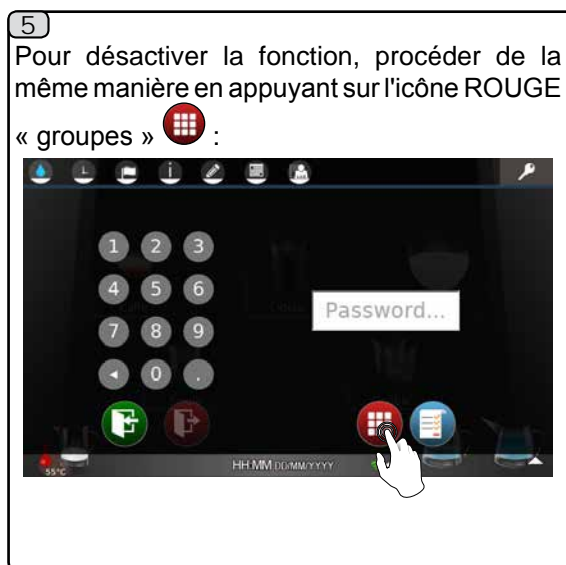 5
Pour désactiver la fonction, procéder de la
même manière en appuyant sur l'icône ROUGE
« groupes » :
1 2 3
4 5 6
Password...
7 8 9
0 .
55°C
HH:MM DD/MM/YYYY